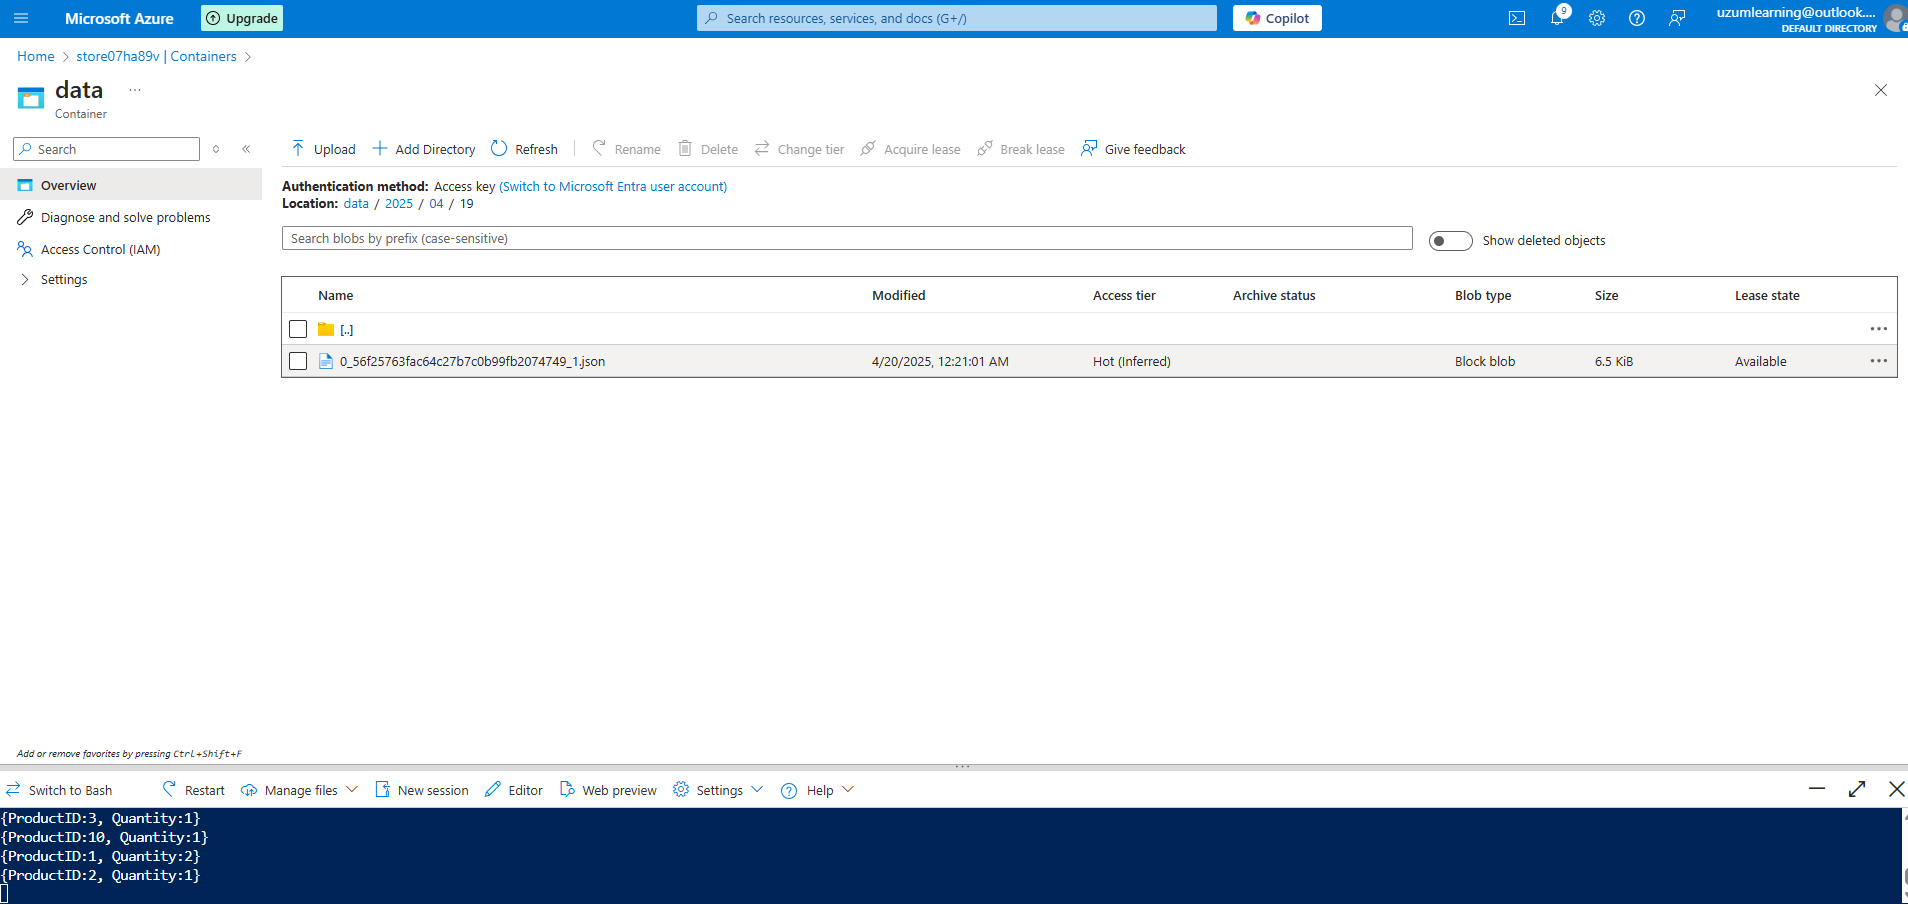 Microsoft Azure
Upgrade
Search resources, services, and docs (G+/)
Copilot
9
uzumlearning@outlook....
DEFAULT DIRECTORY
Home > store07ha89v | Containers >
data ...
Container
Search
Upload
Add Directory
Refresh
Rename
Delete
Change tier
Acquire lease
Break lease
Give feedback
Overview
Diagnose and solve problems
Access Control (IAM)
Settings
Authentication method: Access key (Switch to Microsoft Entra user account)
Location: data / 2025 / 04 / 19
Search blobs by prefix (case-sensitive)
Show deleted objects
Name Modified Access tier Archive status Blob type Size Lease state
[..]
0_56f25763fac64c27b7c0b99fb2074749_1.json 4/20/2025, 12:21:01 AM Hot (Inferred) Block blob 6.5 KiB Available
Add or remove favorites by pressing Ctrl+Shift+F
Switch to Bash
Restart
Manage files
New session
Editor
Web preview
Settings
Help
{ProductID:3, Quantity:1}
{ProductID:10, Quantity:1}
{ProductID:1, Quantity:2}
{ProductID:2, Quantity:1}